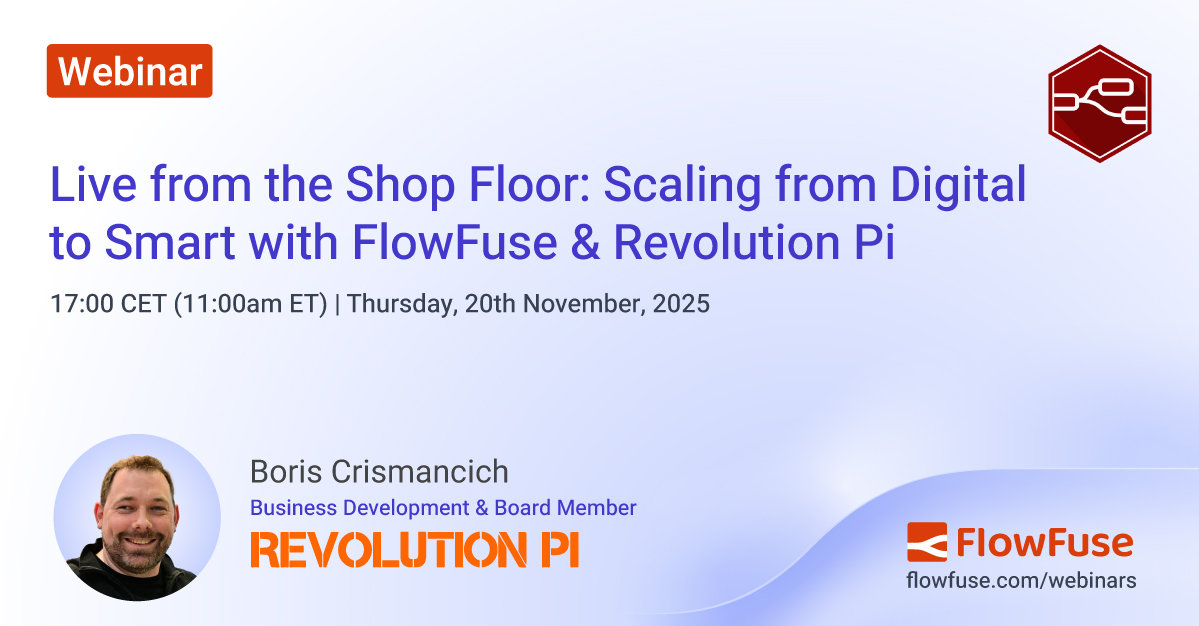 Webinar
Live from the Shop Floor: Scaling from Digital
to Smart with FlowFuse & Revolution Pi
17:00 CET (11:00am ET) | Thursday, 20th November, 2025
Boris Crismancich
Business Development & Board Member
REVOLUTION PI
FlowFuse
flowfuse.com/webinars